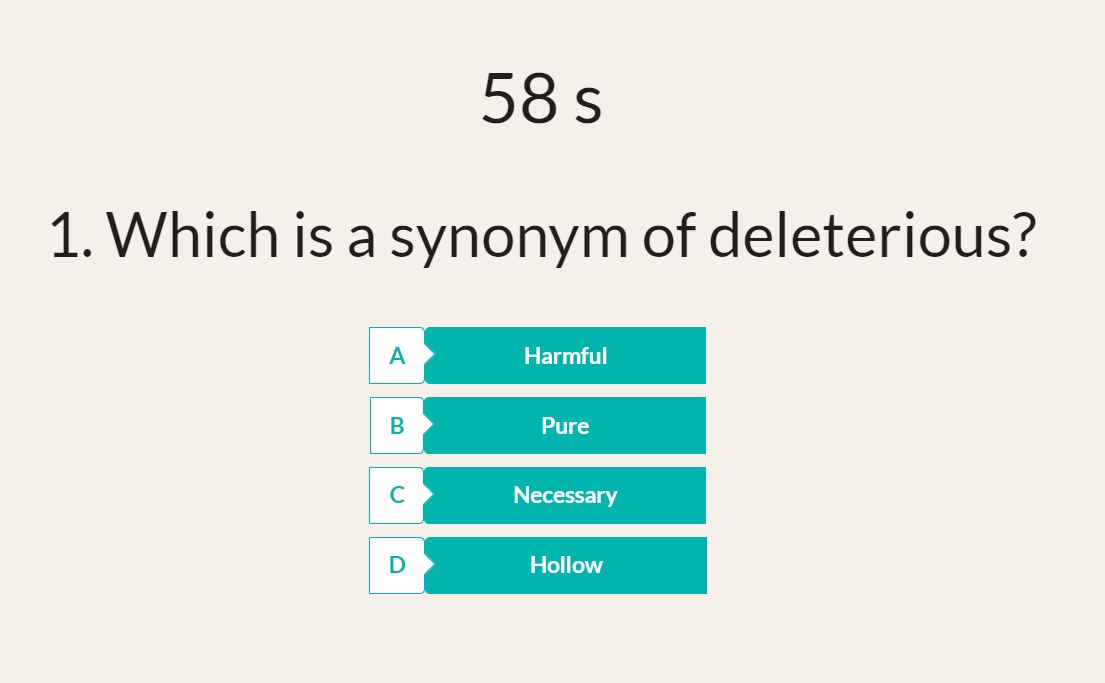 58 s
1. Which is a synonym of deleterious?
A Harmful
B Pure
C Necessary
D Hollow